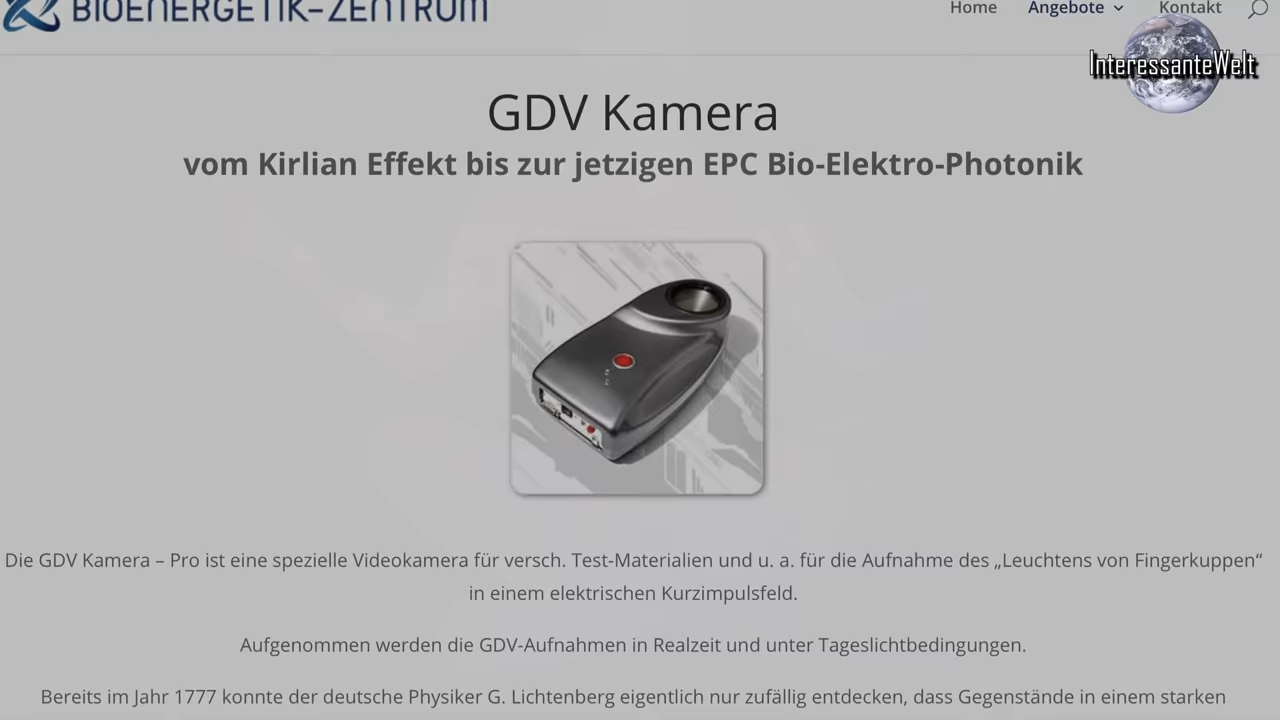 BIOENERGETIK-ZENTRUM
Home Angebote Kontakt
InteressanteWelt
GDV Kamera
vom Kirlian Effekt bis zur jetzigen EPC Bio-Elektro-Photonik
Die GDV Kamera – Pro ist eine spezielle Videokamera für versch. Test-Materialien und u. a. für die Aufnahme des „Leuchtens von Fingerkuppen“
in einem elektrischen Kurzimpulsfeld.
Aufgenommen werden die GDV-Aufnahmen in Realzeit und unter Tageslichtbedingungen.
Bereits im Jahr 1777 konnte der deutsche Physiker G. Lichtenberg eigentlich nur zufällig entdecken, dass Gegenstände in einem starken